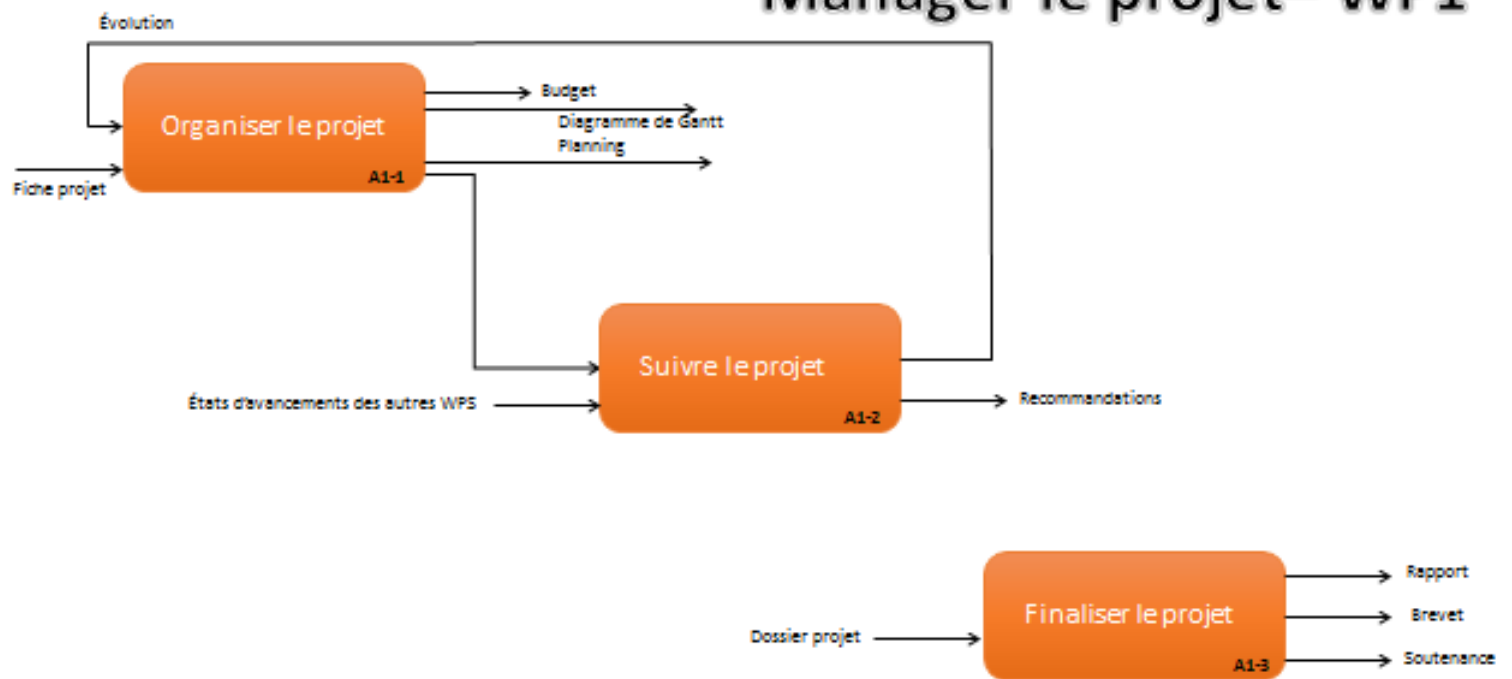 Manager le projet - WP1
Évolution
Organiser le projet
A1-1
Fiche projet
Budget
Diagramme de Gantt
Planning
Suivre le projet
A1-2
États d'avancements des autres WPS
Recommandations
Finaliser le projet
A1-3
Dossier projet
Rapport
Brevet
Soutenance